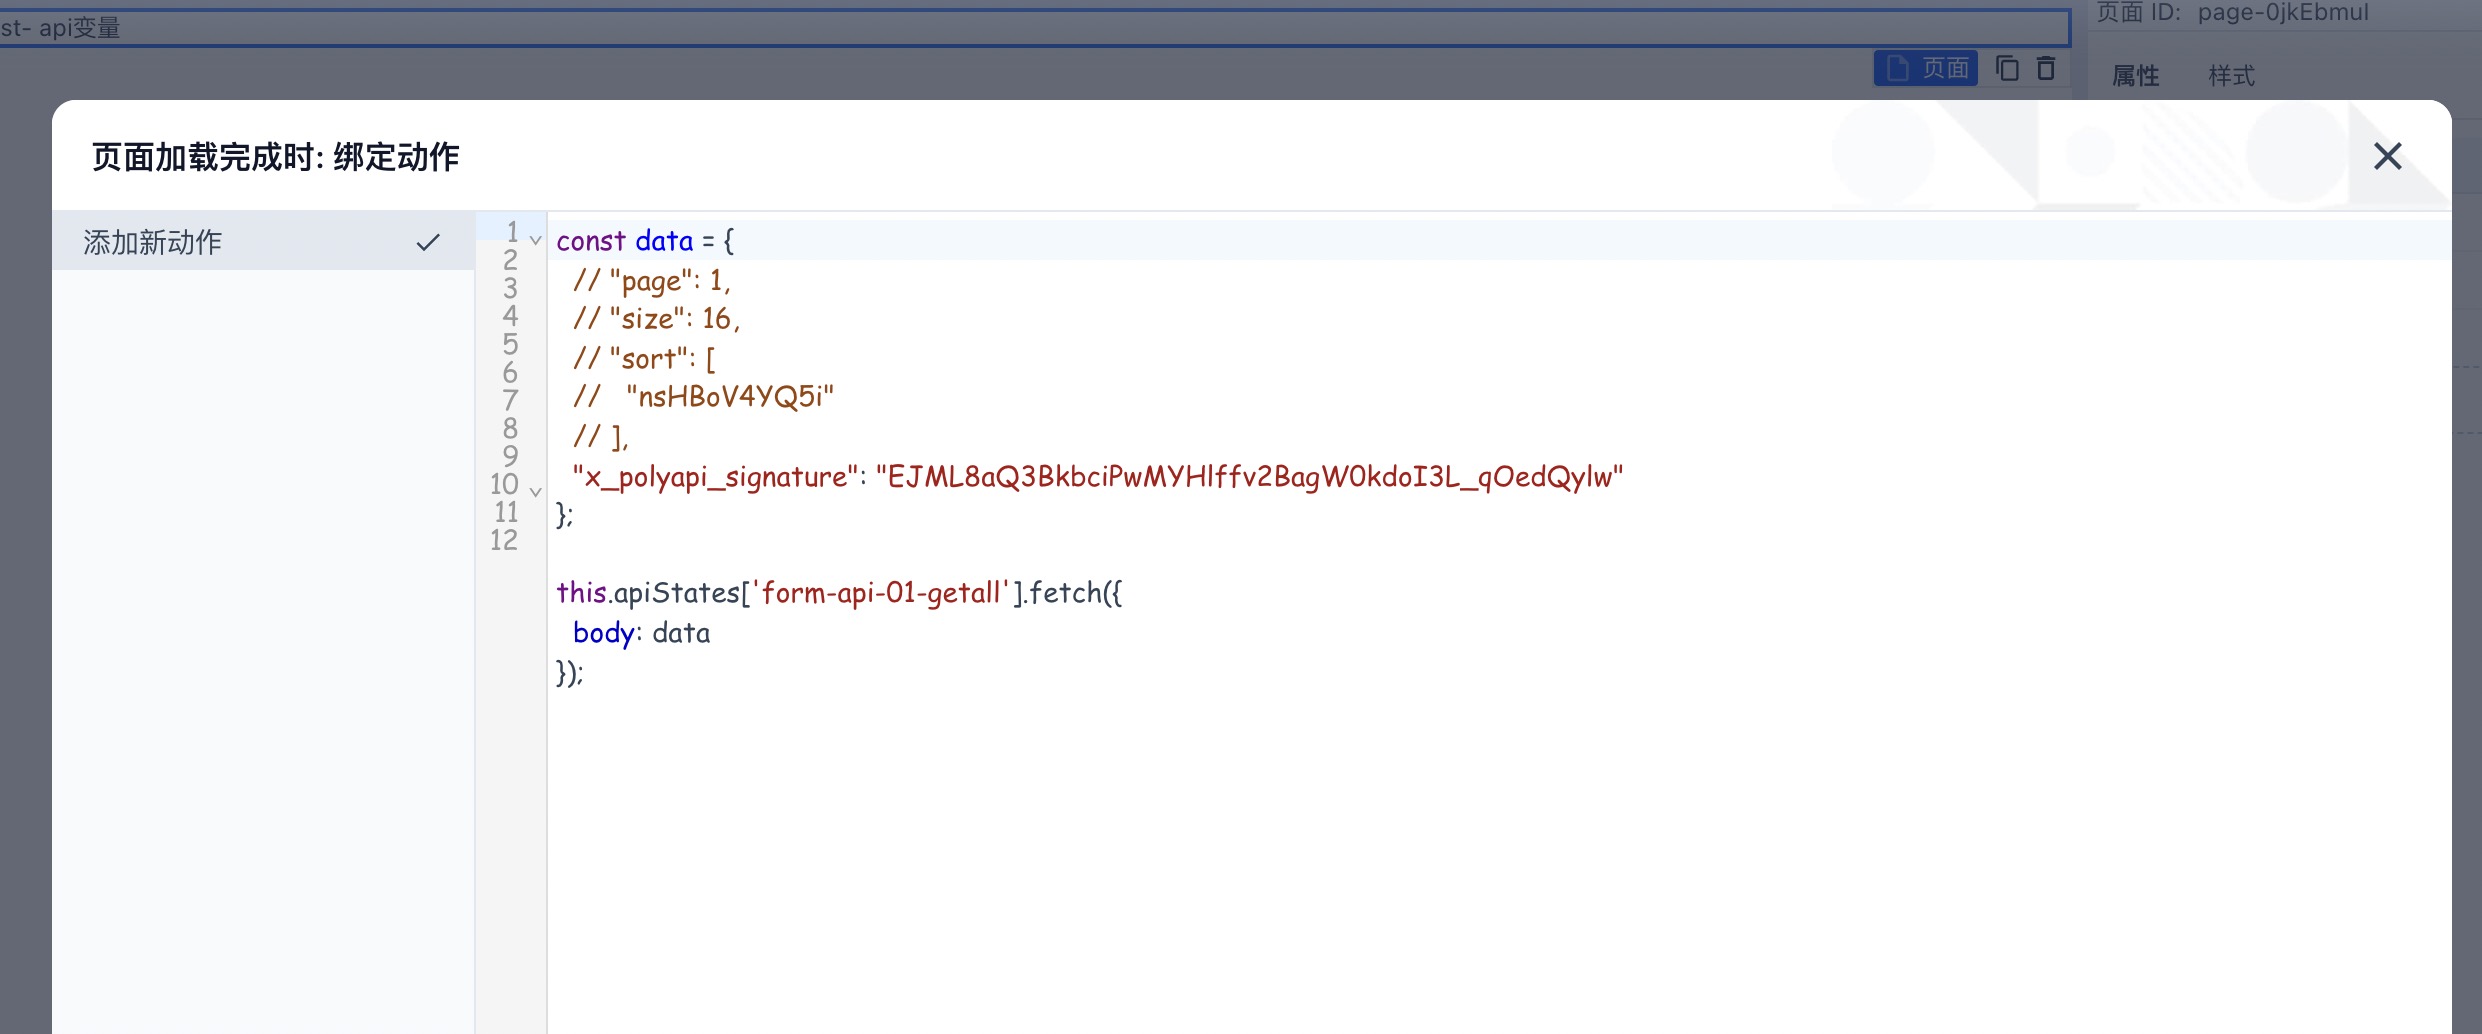 st- api变量
页面 ID: page-0jkEbmul
页面
属性 样式
页面加载完成时: 绑定动作
添加新动作
1 const data = {
2 // "page": 1,
3 // "size": 16,
4 // "sort": [
5 //   "nsHBoV4YQ5i"
6 // ],
7 "x_polyapi_signature": "EJML8aQ3BkbciPwMYHlffv2BagW0kdoI3L_qOedQylw"
8 };
9
10 this.apiStates['form-api-01-getall'].fetch({
11 body: data
12 });